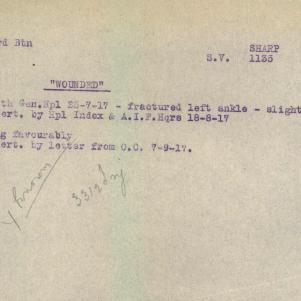 rd Btn
SHARP
S.V. 1135
"WOUNDED"
th Gen.Hpl 25-7-17 - fractured left ankle - slight
ert. by Hpl Index & A.I.F.Hqrs 18-8-17
g favourably
ert. by letter from O.C. 7-9-17.